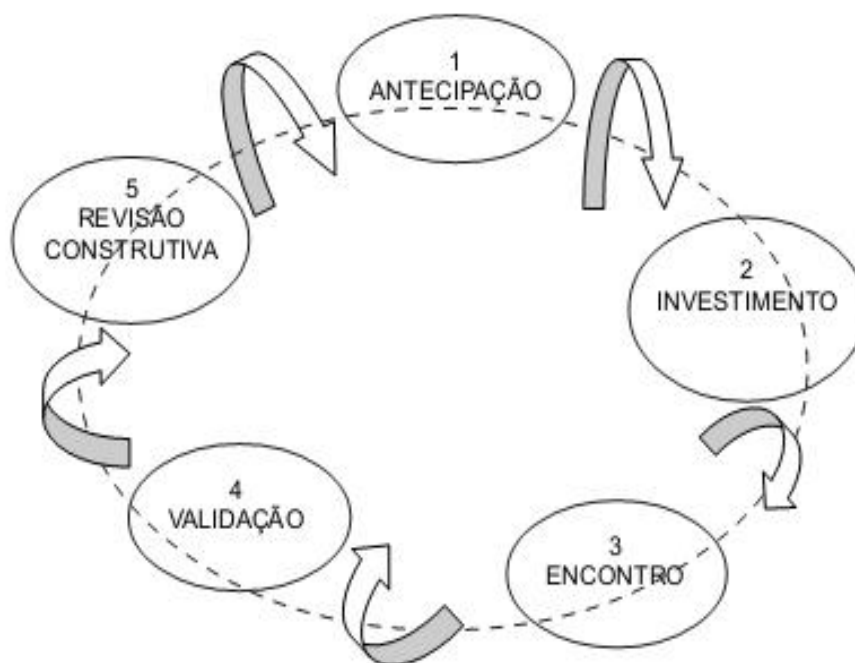 1
ANTECIPAÇÃO
2
INVESTIMENTO
3
ENCONTRO
4
VALIDAÇÃO
5
REVISÃO
CONSTRUTIVA